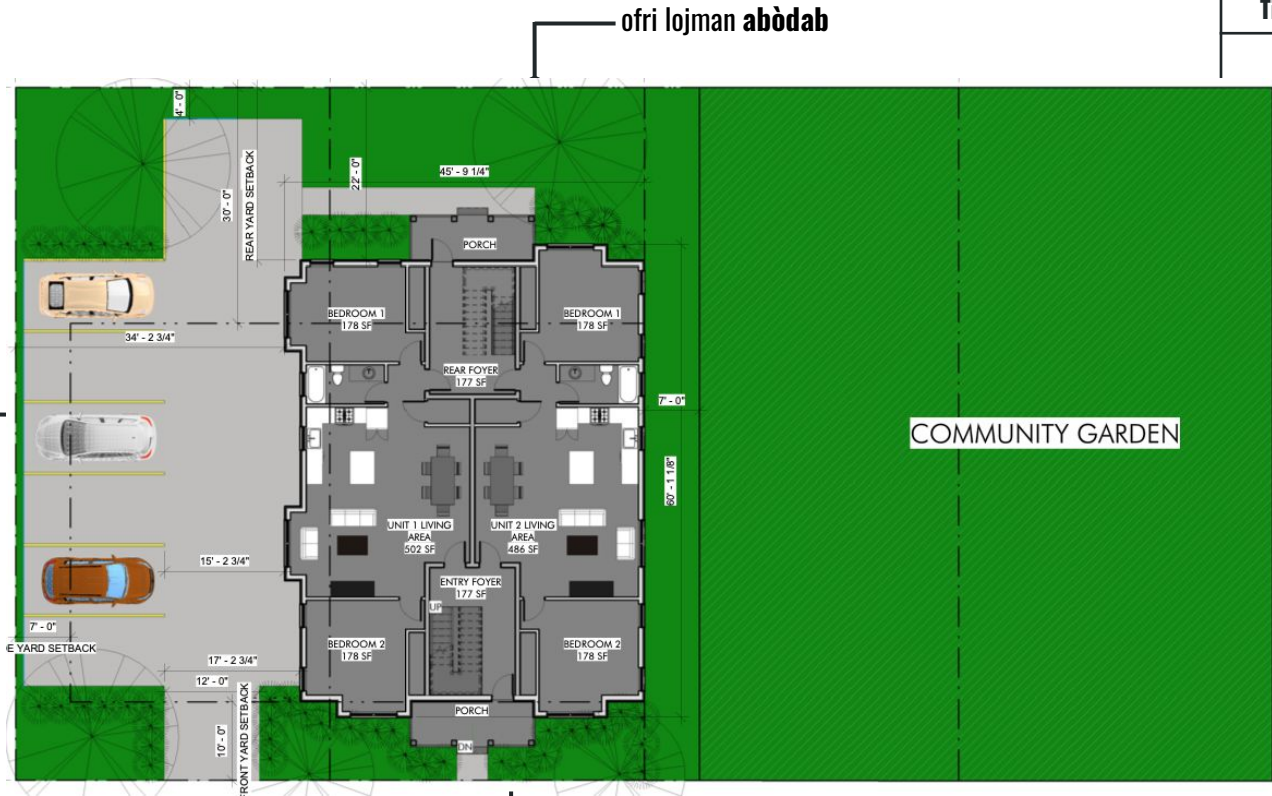 ofri lojman abòdab
4' - 0"
30' - 0"
REAR YARD SETBACK
22' - 0"
45' - 9 1/4"
PORCH
BEDROOM 1
178 SF
BEDROOM 1
178 SF
34' - 2 3/4"
REAR FOYER
177 SF
7' - 0"
COMMUNITY GARDEN
60' - 1 1/8"
UNIT 1 LIVING
AREA
502 SF
UNIT 2 LIVING
AREA
486 SF
15' - 2 3/4"
ENTRY FOYER
177 SF
UP
7' - 0"
YARD SETBACK
BEDROOM 2
178 SF
BEDROOM 2
178 SF
17' - 2 3/4"
12' - 0"
10' - 0"
FRONT YARD SETBACK
PORCH
DN